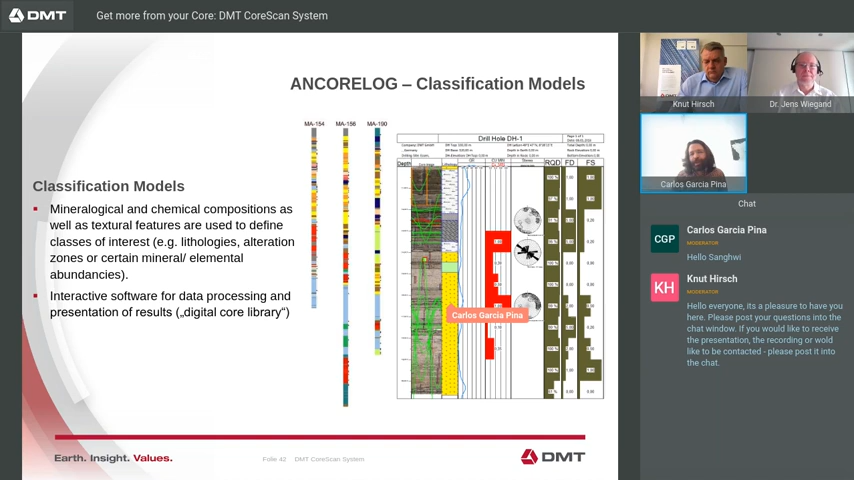 DMT
Get more from your Core: DMT CoreScan System
ANCORELOG – Classification Models
MA-154
MA-156
MA-190
Drill Hole DH-1
Depth
RQD
FD
FS
Classification Models
Mineralogical and chemical compositions as
well as textural features are used to define
classes of interest (e.g. lithologies, alteration
zones or certain mineral/ elemental
abundancies).
Interactive software for data processing and
presentation of results („digital core library“)
Carlos Garcia Pina
Earth. Insight. Values.
Folie 42
DMT CoreScan System
DMT
Knut Hirsch
Dr. Jens Wiegand
Carlos Garcia Pina
Chat
CGP
Carlos Garcia Pina
MODERATOR
Hello Sanghwi
KH
Knut Hirsch
MODERATOR
Hello everyone, its a pleasure to have you
here. Please post your questions into the
chat window. If you would like to receive
the presentation, the recording or wold
like to be contacted - please post it into
the chat.